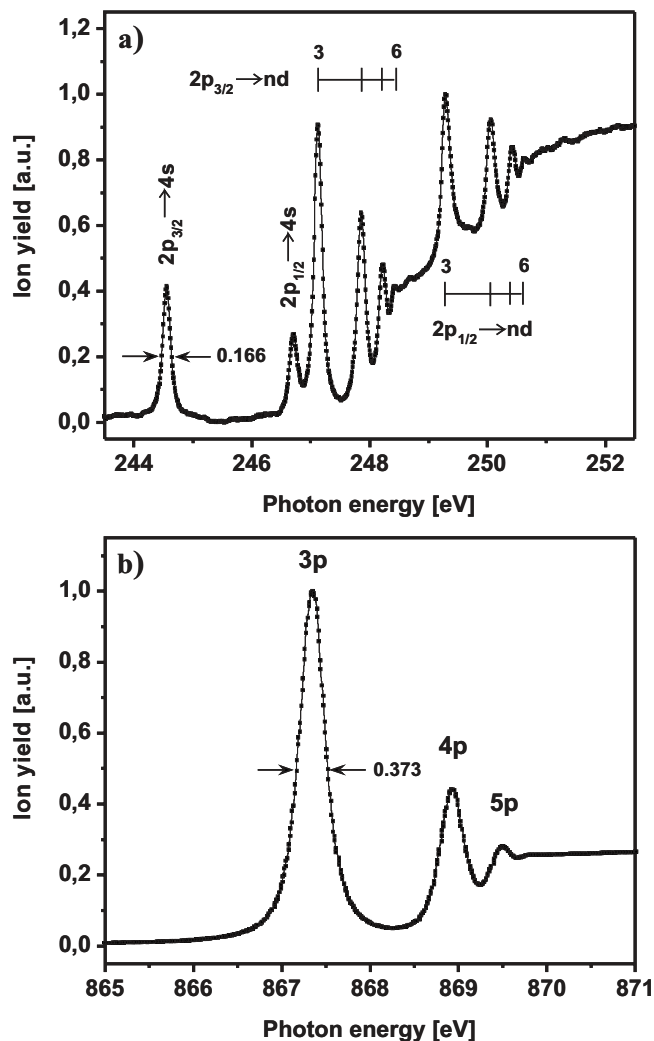 a)
1,2
1,0
0,8
0,6
0,4
0,2
0,0
Ion yield [a.u.]
2p3/2→4s
0.166
2p1/2→4s
2p3/2→nd
3 6
3 6
2p1/2→nd
244 246 248 250 252
Photon energy [eV]
b)
1,0
0,8
0,6
0,4
0,2
0,0
Ion yield [a.u.]
3p
0.373
4p
5p
865 866 867 868 869 870 871
Photon energy [eV]